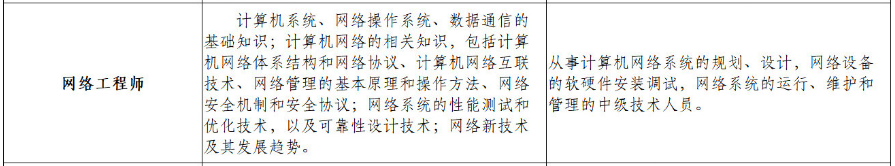 网络工程师
计算机系统、网络操作系统、数据通信的
基础知识；计算机网络的相关知识，包括计算
机网络体系结构和网络协议、计算机网络互联
技术、网络管理的基本原理和操作方法、网络
安全机制和安全协议；网络系统的性能测试和
优化技术，以及可靠性设计技术；网络新技术
及其发展趋势。
从事计算机网络系统的规划、设计，网络设备
的软硬件安装调试，网络系统的运行、维护和
管理的中级技术人员。